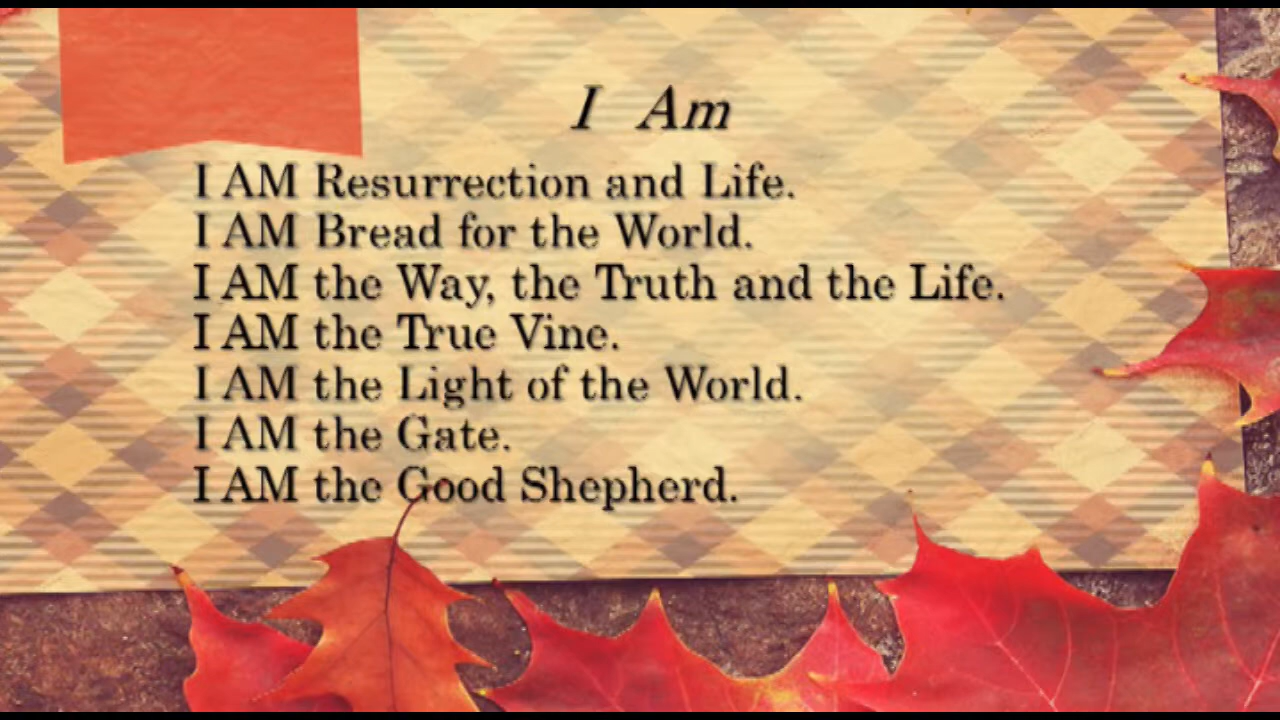 I Am
I AM Resurrection and Life.
I AM Bread for the World.
I AM the Way, the Truth and the Life.
I AM the True Vine.
I AM the Light of the World.
I AM the Gate.
I AM the Good Shepherd.